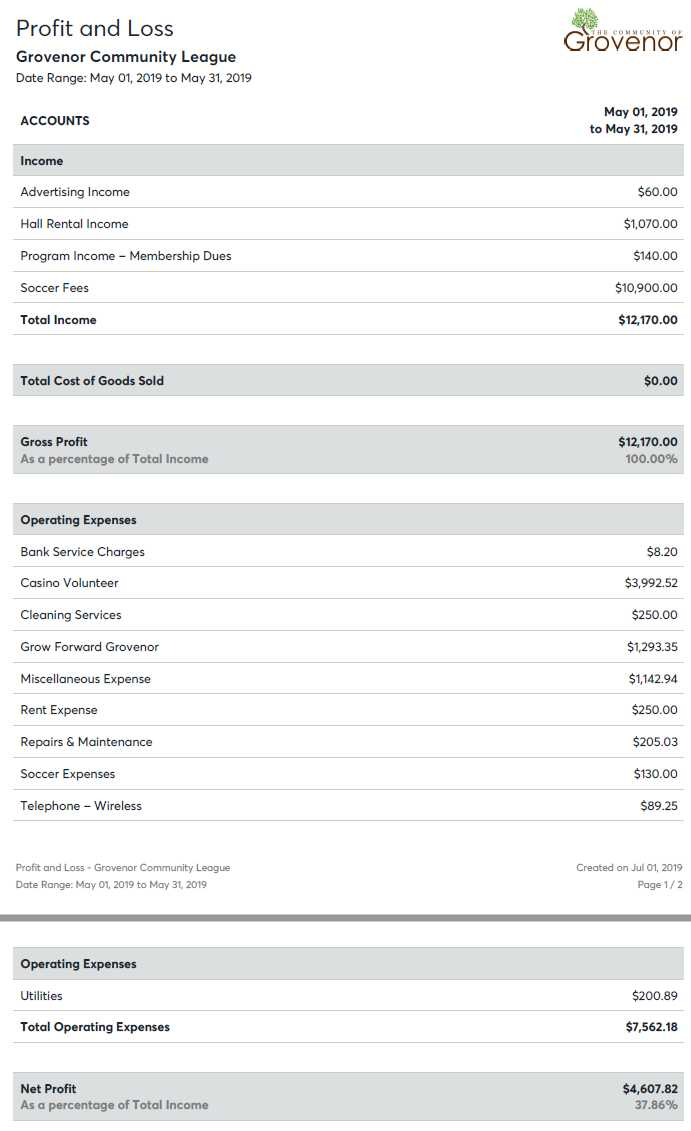 Profit and Loss
THE COMMUNITY OF
Grovenor
Grovenor Community League
Date Range: May 01, 2019 to May 31, 2019
ACCOUNTS
May 01, 2019
to May 31, 2019
Income
Advertising Income $60.00
Hall Rental Income $1,070.00
Program Income – Membership Dues $140.00
Soccer Fees $10,900.00
Total Income $12,170.00
Total Cost of Goods Sold $0.00
Gross Profit $12,170.00
As a percentage of Total Income 100.00%
Operating Expenses
Bank Service Charges $8.20
Casino Volunteer $3,992.52
Cleaning Services $250.00
Grow Forward Grovenor $1,293.35
Miscellaneous Expense $1,142.94
Rent Expense $250.00
Repairs & Maintenance $205.03
Soccer Expenses $130.00
Telephone – Wireless $89.25
Profit and Loss - Grovenor Community League Created on Jul 01, 2019
Date Range: May 01, 2019 to May 31, 2019 Page 1 / 2
Operating Expenses
Utilities $200.89
Total Operating Expenses $7,562.18
Net Profit $4,607.82
As a percentage of Total Income 37.86%